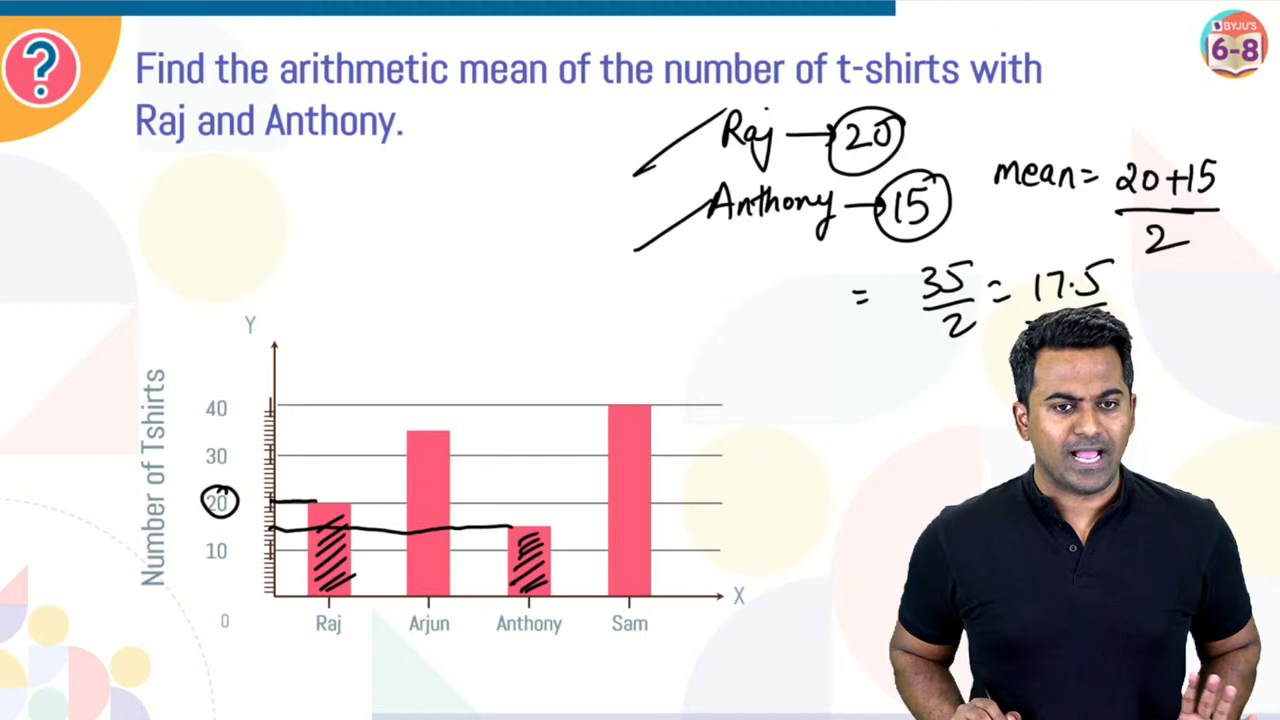 BYJU'S
6-8
Find the arithmetic mean of the number of t-shirts with
Raj and Anthony.
Raj → 20
Anthony → 15
mean = 20+15
2
= 35 = 17.5
2
Y
Number of Tshirts
40
30
20
10
0
X
Raj Arjun Anthony Sam